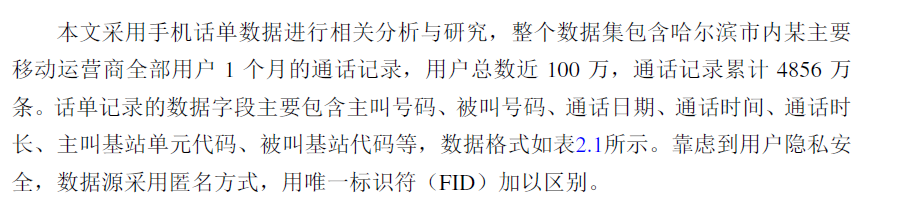 本文采用手机话单数据进行相关分析与研究，整个数据集包含哈尔滨市内某主要
移动运营商全部用户 1 个月的通话记录，用户总数近 100 万，通话记录累计 4856 万
条。话单记录的数据字段主要包含主叫号码、被叫号码、通话日期、通话时间、通话时
长、主叫基站单元代码、被叫基站代码等，数据格式如表2.1所示。靠虑到用户隐私安
全，数据源采用匿名方式，用唯一标识符（FID）加以区别。